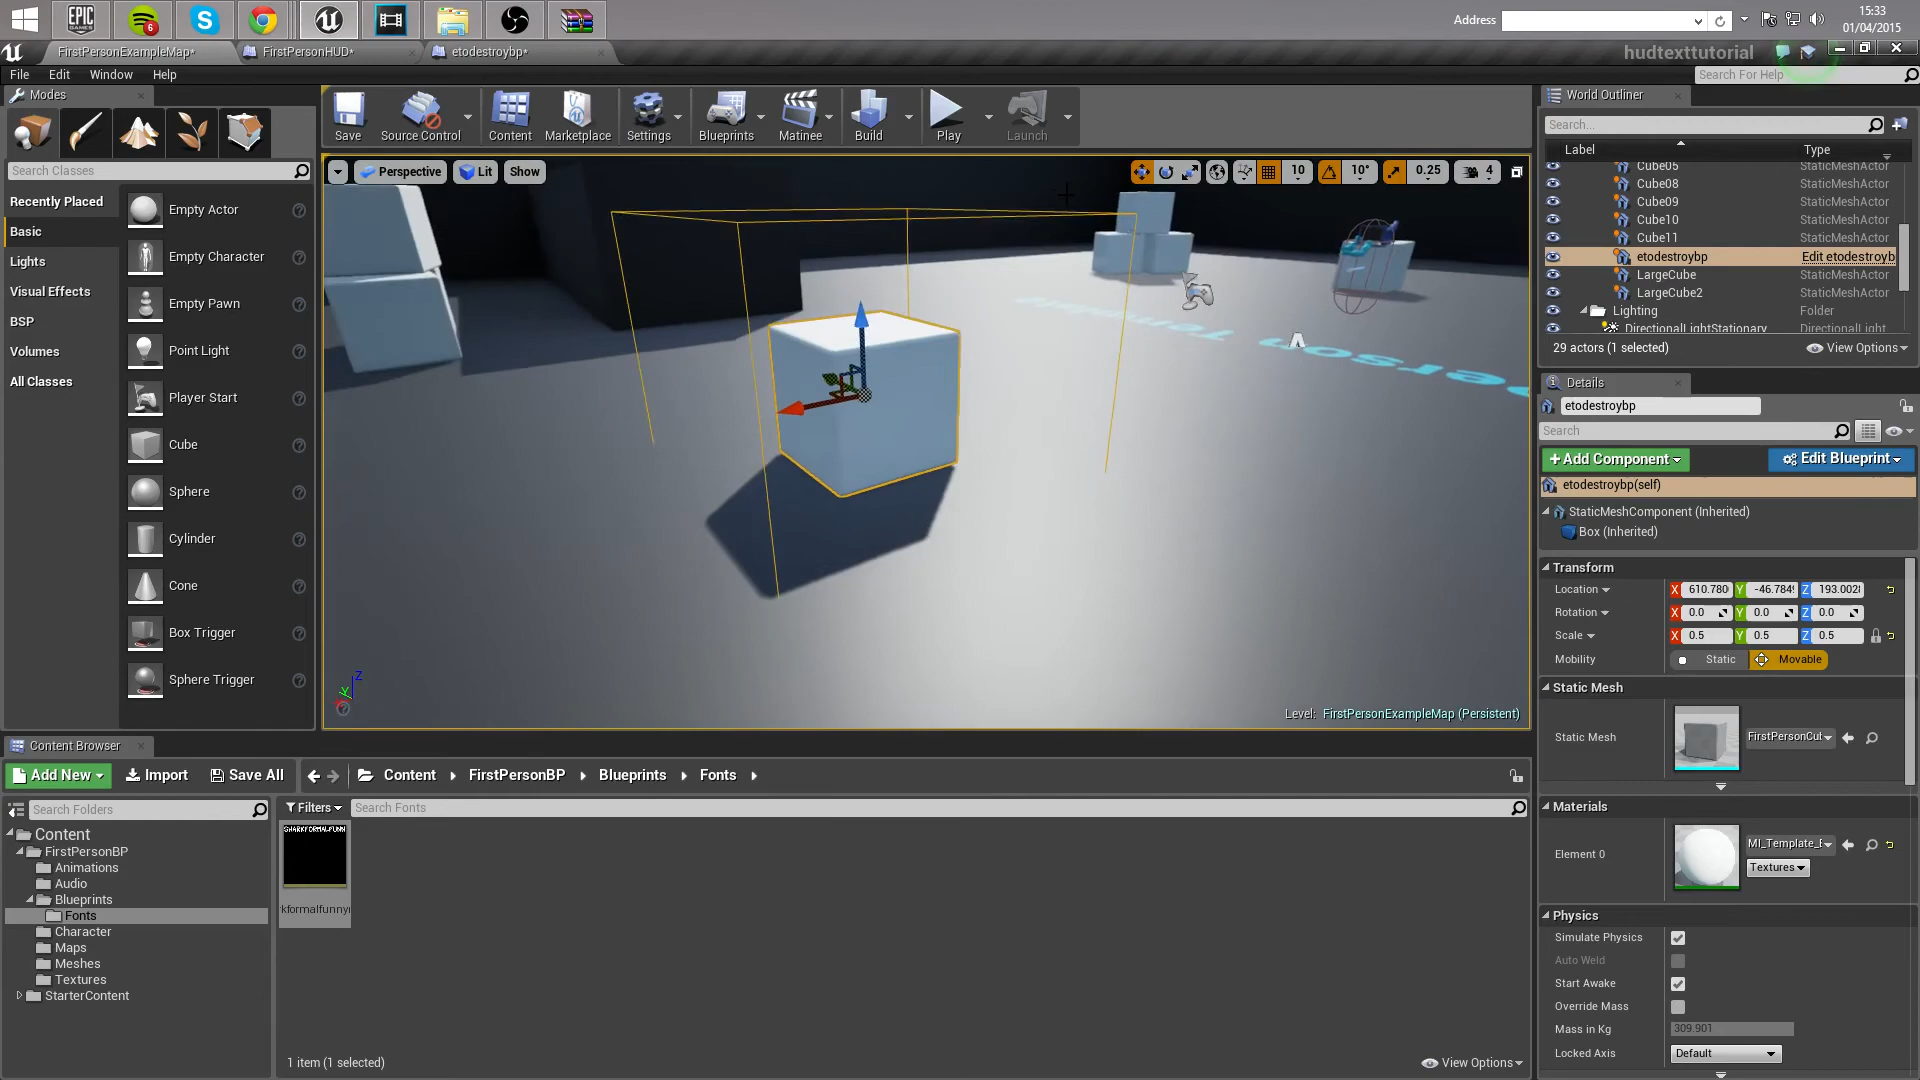 Address
15:33
01/04/2015
FirstPersonExampleMap*
FirstPersonHUD*
etodestroybp*
hudtexttutorial
File Edit Window Help
Search For Help
Modes
Search Classes
Recently Placed
Basic
Lights
Visual Effects
BSP
Volumes
All Classes
Empty Actor
Empty Character
Empty Pawn
Point Light
Player Start
Cube
Sphere
Cylinder
Cone
Box Trigger
Sphere Trigger
Save
Source Control
Content
Marketplace
Settings
Blueprints
Matinee
Build
Play
Launch
Perspective Lit Show
10 10° 0.25 4
Level: FirstPersonExampleMap (Persistent)
World Outliner
Search...
Label Type
Cube05 StaticMeshActor
Cube08 StaticMeshActor
Cube09 StaticMeshActor
Cube10 StaticMeshActor
Cube11 StaticMeshActor
etodestroybp Edit etodestroyb
LargeCube StaticMeshActor
LargeCube2 StaticMeshActor
Lighting Folder
DirectionalLightStationary DirectionalLight
29 actors (1 selected) View Options
Details
etodestroybp
Search
+Add Component Edit Blueprint
etodestroybp(self)
StaticMeshComponent (Inherited)
Box (Inherited)
Transform
Location X 610.780 Y -46.784 Z 193.002
Rotation X 0.0 Y 0.0 Z 0.0
Scale X 0.5 Y 0.5 Z 0.5
Mobility Static Movable
Static Mesh
Static Mesh FirstPersonCub
Materials
Element 0 MI_Template_B
Textures
Physics
Simulate Physics
Auto Weld
Start Awake
Override Mass
Mass in Kg 309.901
Locked Axis Default
Content Browser
Add New Import Save All Content FirstPersonBP Blueprints Fonts
Search Folders
Filters Search Fonts
Content
FirstPersonBP
Animations
Audio
Blueprints
Fonts
Character
Maps
Meshes
Textures
StarterContent
SHARKFORMALFUNN
kformalfunny
1 item (1 selected)
View Options